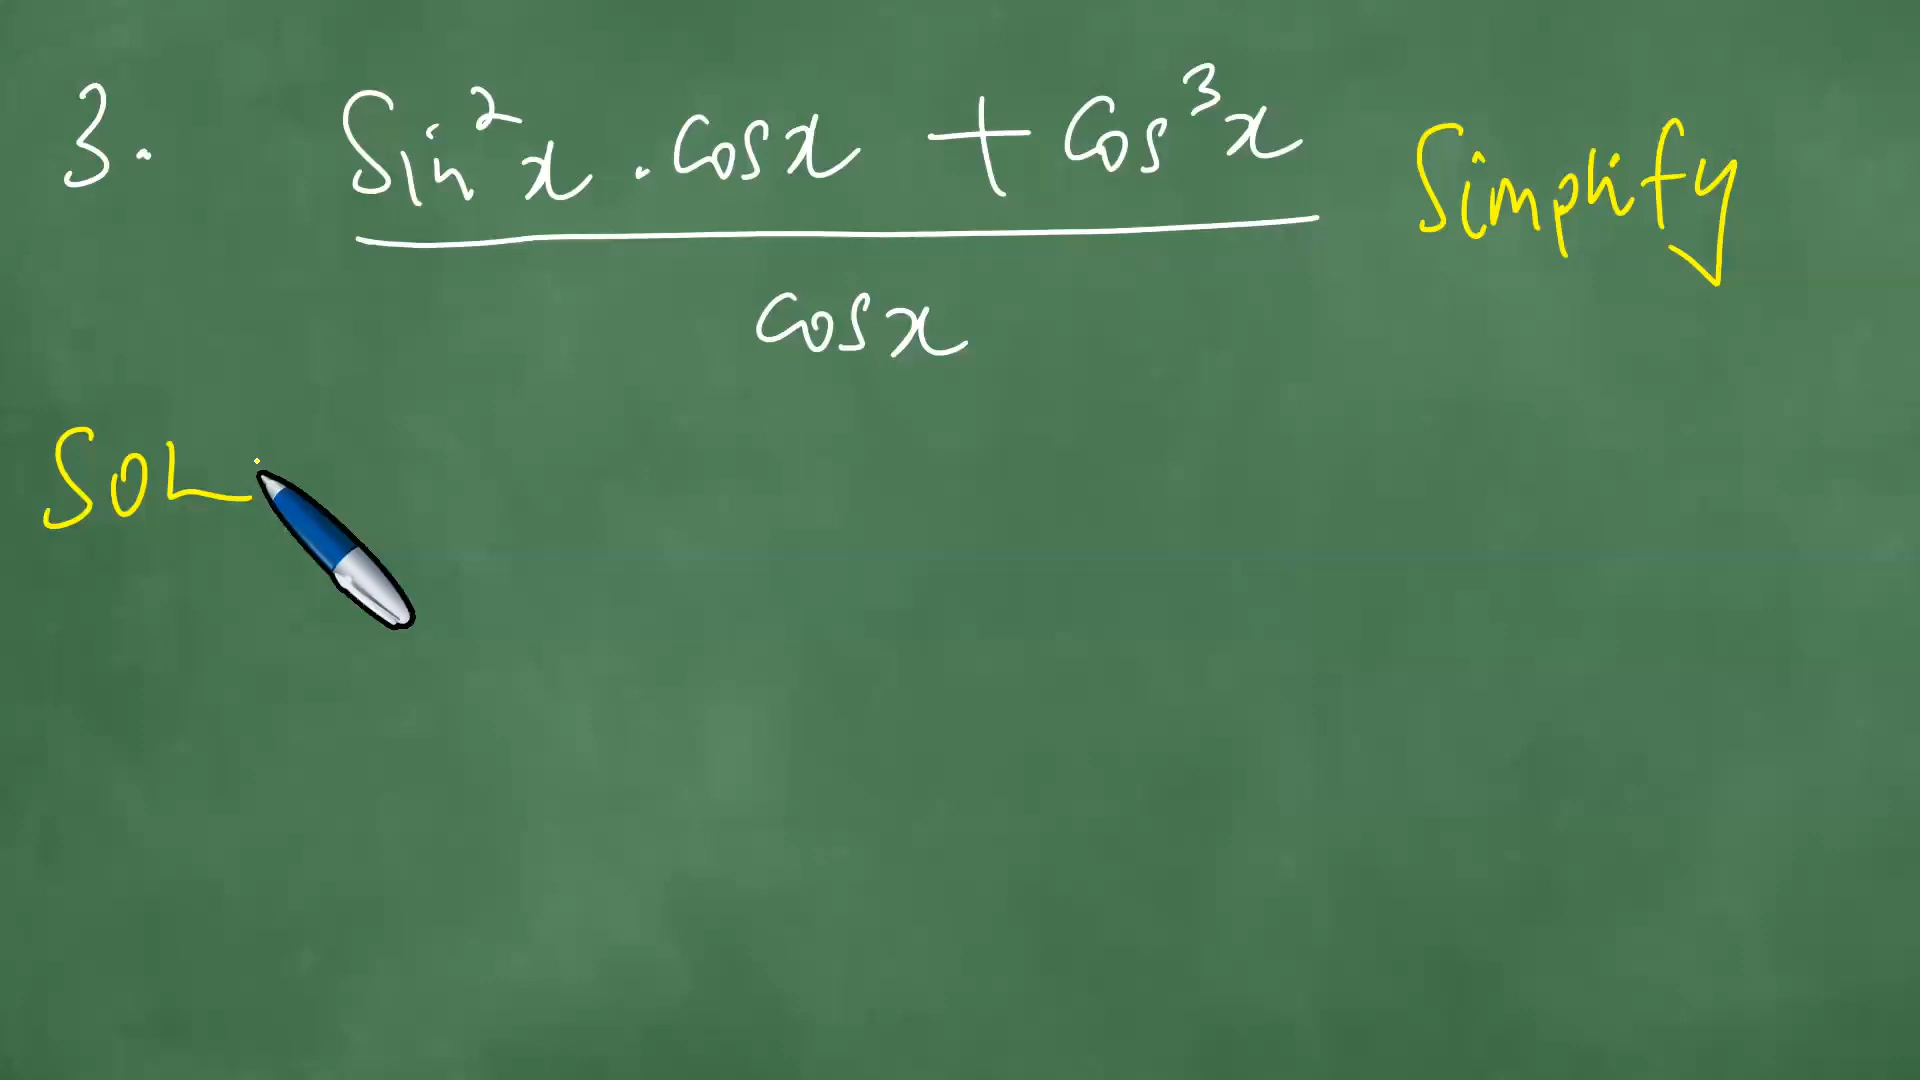 3. Sin²x . Cosx + Cos³x Simplify
Cosx
SOL